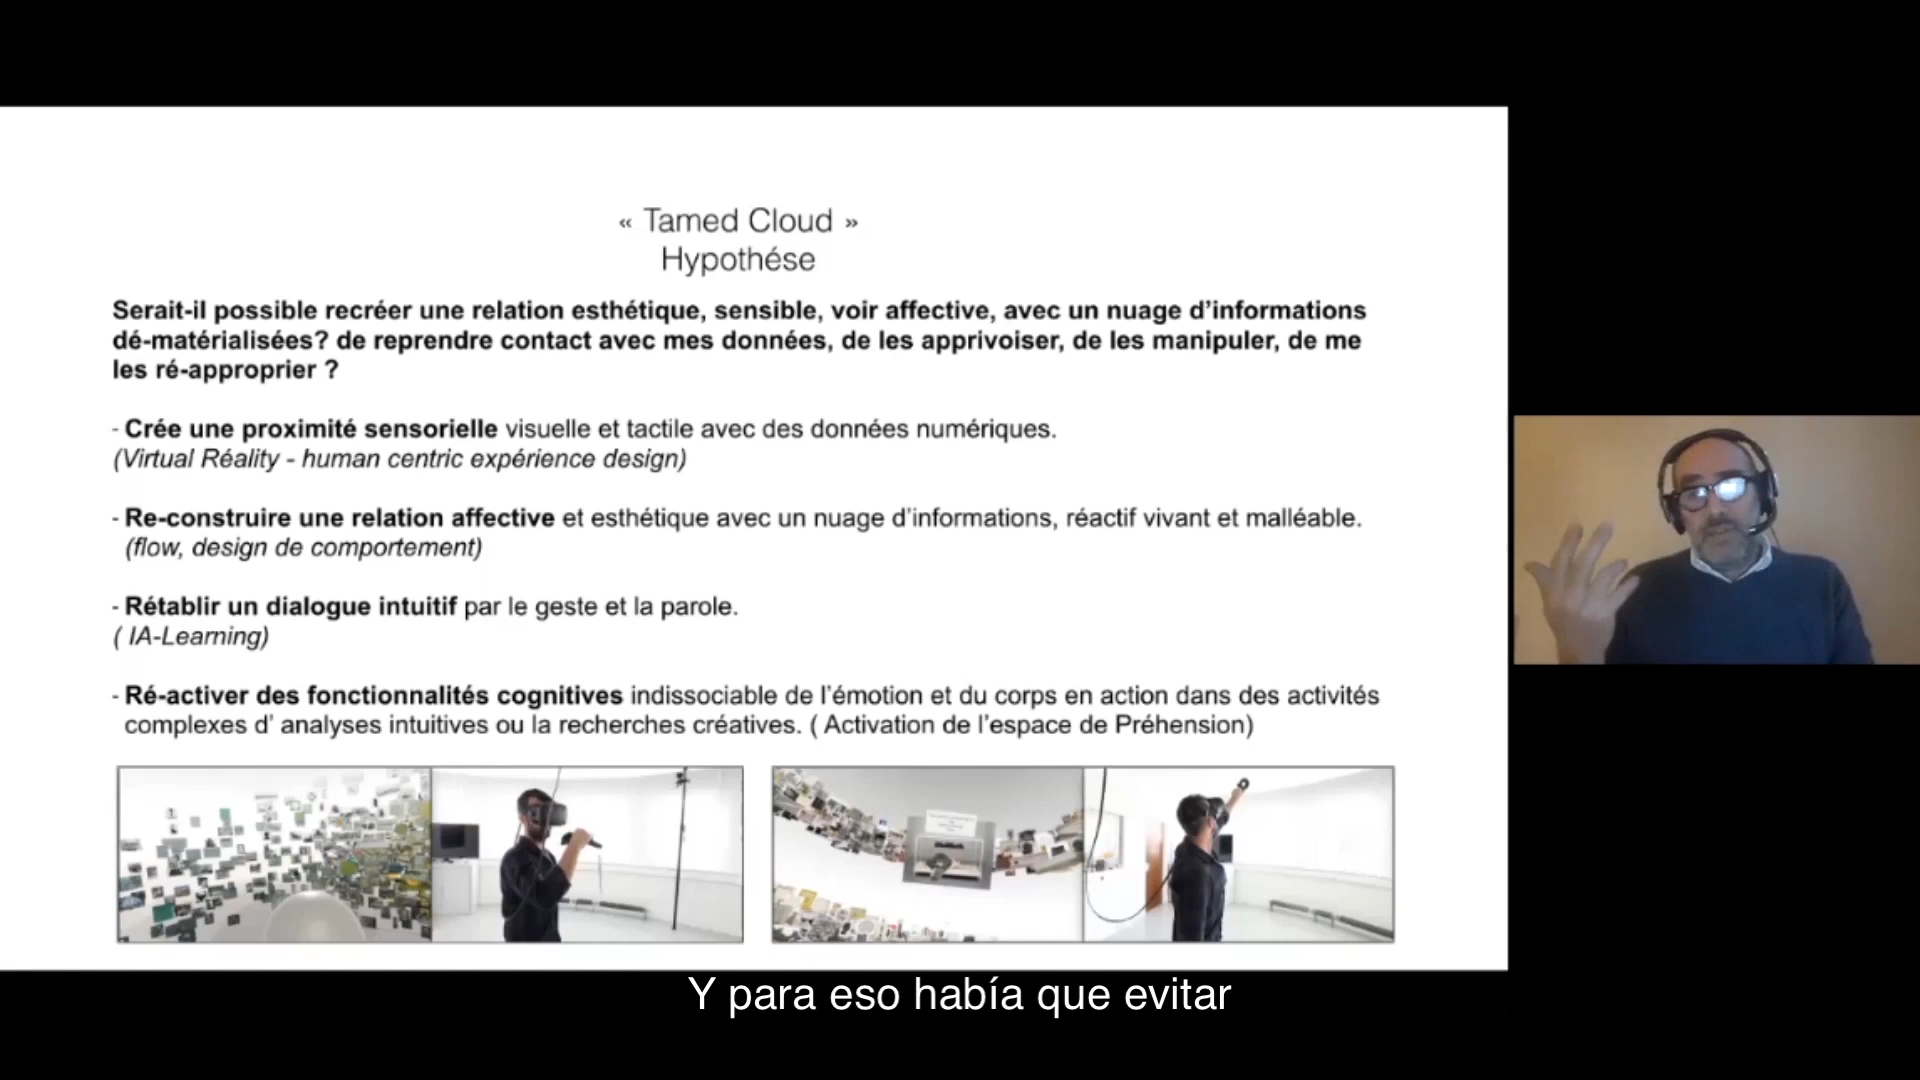 « Tamed Cloud »
Hypothése
Serait-il possible recréer une relation esthétique, sensible, voir affective, avec un nuage d’informations
dé-matérialisées? de reprendre contact avec mes données, de les apprivoiser, de les manipuler, de me
les ré-approprier ?
- Crée une proximité sensorielle visuelle et tactile avec des données numériques.
(Virtual Réality - human centric expérience design)
- Re-construire une relation affective et esthétique avec un nuage d’informations, réactif vivant et malléable.
(flow, design de comportement)
- Rétablir un dialogue intuitif par le geste et la parole.
( IA-Learning)
- Ré-activer des fonctionnalités cognitives indissociable de l’émotion et du corps en action dans des activités
complexes d’ analyses intuitives ou la recherches créatives. ( Activation de l’espace de Préhension)
Y para eso había que evitar